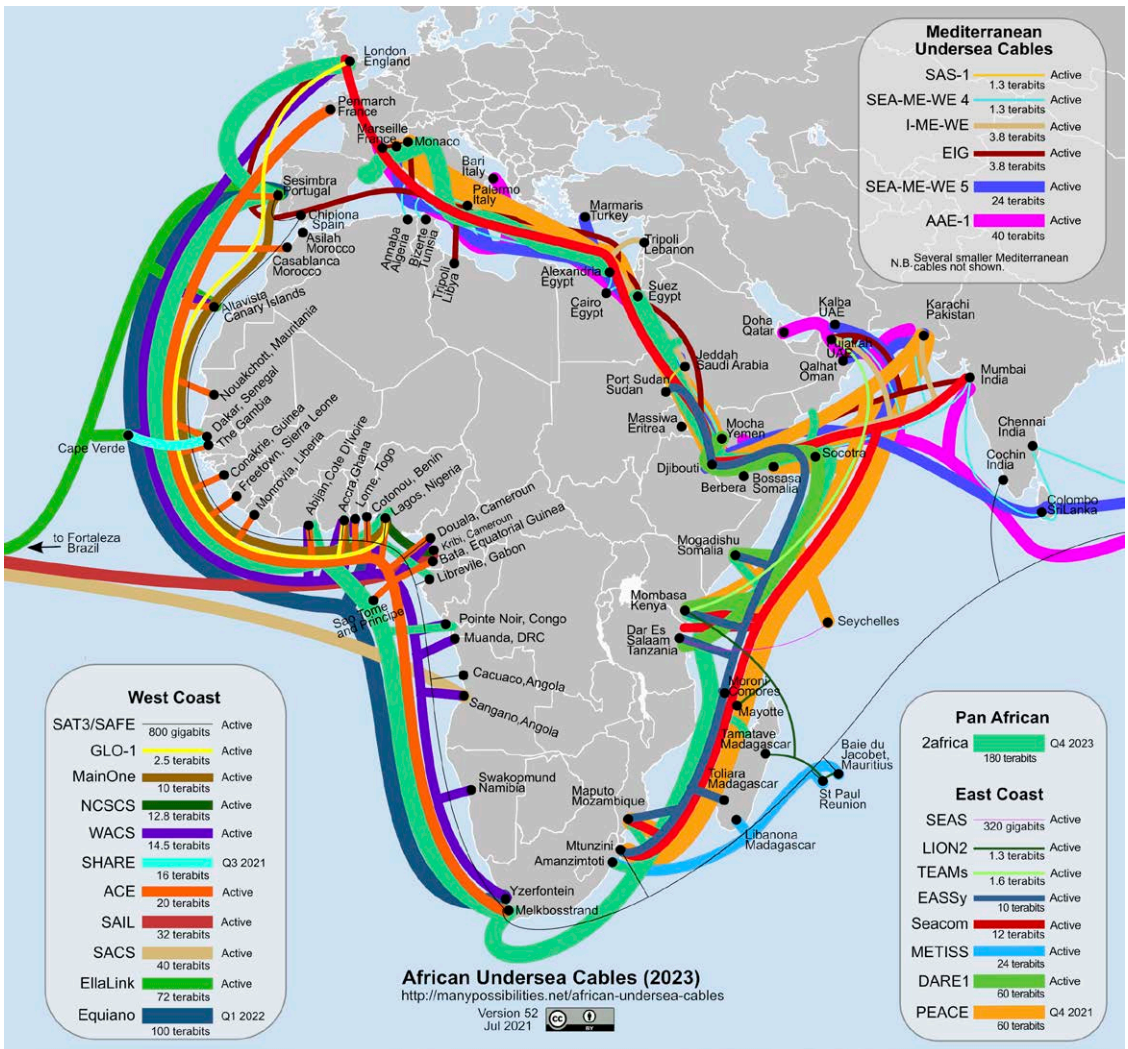 London
England
Penmarch
France
Marseille
France
Monaco
Bari
Italy
Palermo
Italy
Marmaris
Turkey
Tripoli
Lebanon
Sesimbra
Portugal
Chipiona
Spain
Asilah
Morocco
Casablanca
Morocco
Annaba
Algeria
Bizerte
Tunisia
Tripoli
Libya
Alexandria
Egypt
Cairo
Egypt
Suez
Egypt
Altavista
Canary Islands
Doha
Qatar
Kalba
UAE
Fujairah
UAE
Qalhat
Oman
Karachi
Pakistan
Mumbai
India
Chennai
India
Cochin
India
Colombo
SriLanka
Jeddah
Saudi Arabia
Port Sudan
Sudan
Massiwa
Eritrea
Mocha
Yemen
Djibouti
Berbera
Bossasa
Somalia
Socotra
Nouakchott, Mauritania
Dakar, Senegal
The Gambia
Cape Verde
Conakrie, Guinea
Freetown, Sierra Leone
Monrovia, Liberia
Abijan, Cote D'Ivoire
Accra, Ghana
Lome, Togo
Cotonou, Benin
Lagos, Nigeria
Douala, Cameroun
Kribi, Cameroun
Bata, Equatorial Guinea
Librevile, Gabon
to Fortaleza
Brazil
Sao Tome
and Principe
Pointe Noir, Congo
Muanda, DRC
Cacuaco,Angola
Sangano,Angola
Swakopmund
Namibia
Yzerfontein
Melkbosstrand
Mogadishu
Somalia
Mombasa
Kenya
Dar Es
Salaam
Tanzania
Seychelles
Moroni
Comores
Mayotte
Tamatave
Madagascar
Toliara
Madagascar
Baie du
Jacobet,
Mauritius
St Paul
Reunion
Maputo
Mozambique
Libanona
Madagascar
Mtunzini
Amanzimtoti
Mediterranean
Undersea Cables
SAS-1 Active
1.3 terabits
SEA-ME-WE 4 Active
1.3 terabits
I-ME-WE Active
3.8 terabits
EIG Active
3.8 terabits
SEA-ME-WE 5 Active
24 terabits
AAE-1 Active
40 terabits
N.B. Several smaller Mediterranean
cables not shown.
West Coast
SAT3/SAFE Active
800 gigabits
GLO-1 Active
2.5 terabits
MainOne Active
10 terabits
NCSCS Active
12.8 terabits
WACS Active
14.5 terabits
SHARE Q3 2021
16 terabits
ACE Active
20 terabits
SAIL Active
32 terabits
SACS Active
40 terabits
EllaLink Active
72 terabits
Equiano Q1 2022
100 terabits
Pan African
2africa Q4 2023
180 terabits
East Coast
SEAS Active
320 gigabits
LION2 Active
1.3 terabits
TEAMs Active
1.6 terabits
EASSy Active
10 terabits
Seacom Active
12 terabits
METISS Active
24 terabits
DARE1 Active
60 terabits
PEACE Q4 2021
60 terabits
African Undersea Cables (2023)
http://manypossibilities.net/african-undersea-cables
Version 52
Jul 2021
cc
BY